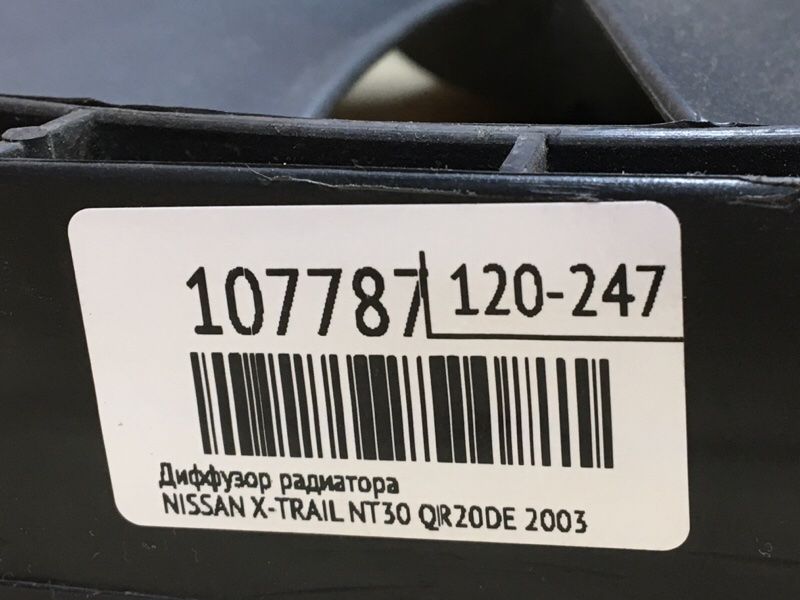 107787 120-247
Диффузор радиатора
NISSAN X-TRAIL NT30 QR20DE 2003